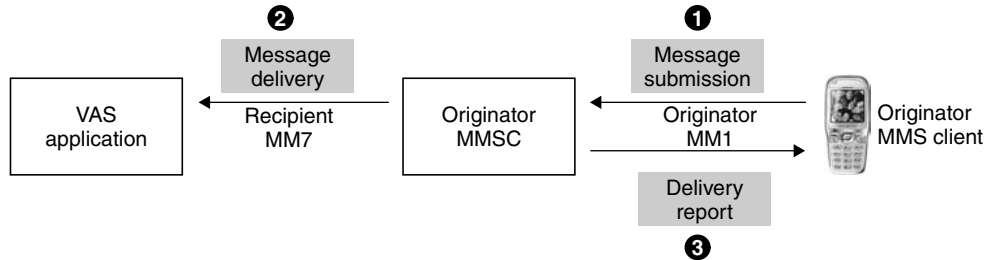 2
Message
delivery
1
Message
submission
VAS
application
Recipient
MM7
Originator
MMSC
Originator
MM1
Originator
MMS client
Delivery
report
3